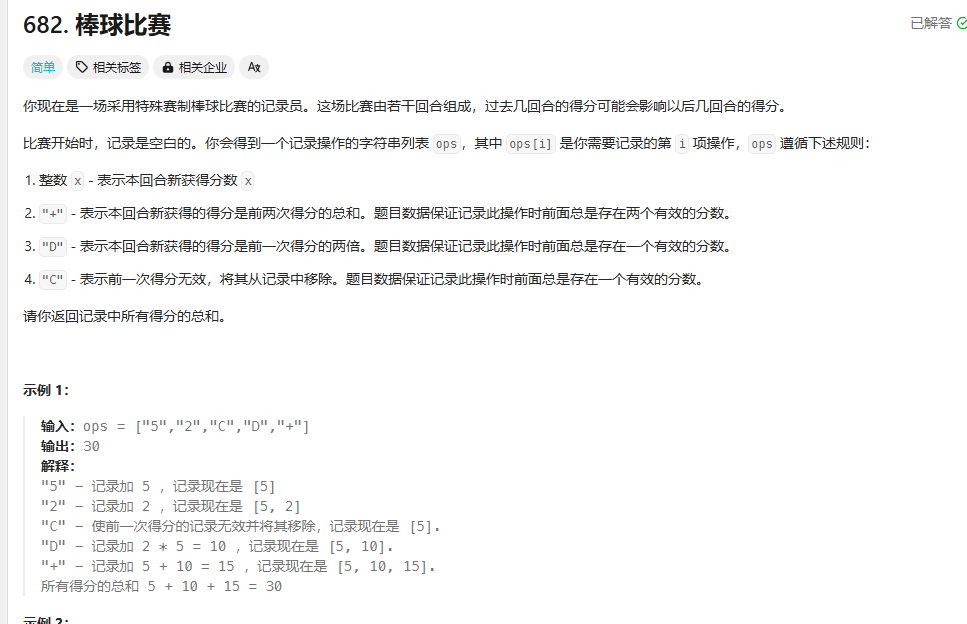 682. 棒球比赛
已解答
简单 相关标签 相关企业 Ax
你现在是一场采用特殊赛制棒球比赛的记录员。这场比赛由若干回合组成，过去几回合的得分可能会影响以后几回合的得分。
比赛开始时，记录是空白的。你会得到一个记录操作的字符串列表 ops，其中 ops[i] 是你需要记录的第 i 项操作，ops 遵循下述规则：
1. 整数 x - 表示本回合新获得分数 x
2. "+" - 表示本回合新获得的得分是前两次得分的总和。题目数据保证记录此操作时前面总是存在两个有效的分数。
3. "D" - 表示本回合新获得的得分是前一次得分的两倍。题目数据保证记录此操作时前面总是存在一个有效的分数。
4. "C" - 表示前一次得分无效，将其从记录中移除。题目数据保证记录此操作时前面总是存在一个有效的分数。
请你返回记录中所有得分的总和。
示例 1：
输入：ops = ["5","2","C","D","+"]
输出：30
解释：
"5" - 记录加 5 ，记录现在是 [5]
"2" - 记录加 2 ，记录现在是 [5, 2]
"C" - 使前一次得分的记录无效并将其移除，记录现在是 [5].
"D" - 记录加 2 * 5 = 10 ，记录现在是 [5, 10].
"+" - 记录加 5 + 10 = 15 ，记录现在是 [5, 10, 15].
所有得分的总和 5 + 10 + 15 = 30
示例 2：